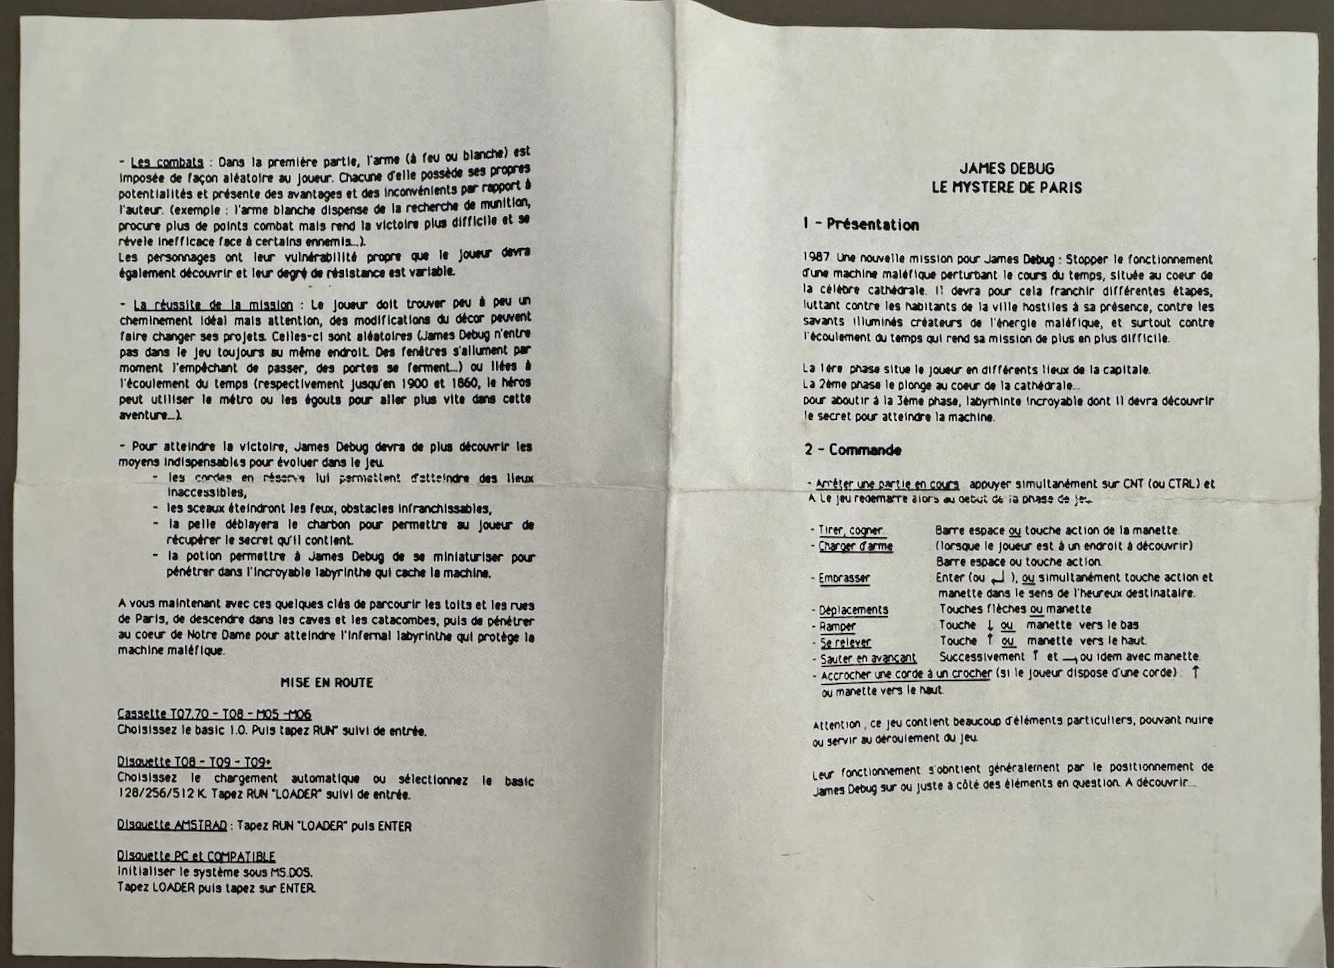 - Les combats : Dans la première partie, l'arme (à feu ou blanche) est
imposée de façon aléatoire au joueur. Chacune d'elle possède ses propres
potentialités et présente des avantages et des inconvénients par rapport à
l'auteur. (exemple : l'arme blanche dispense de la recherche de munition,
procure plus de points combat mais rend la victoire plus difficile et se
révèle inefficace face à certains ennemis...).
Les personnages ont leur vulnérabilité propre que le joueur devra
également découvrir et leur degré de résistance est variable.
- La réussite de la mission : Le joueur doit trouver peu à peu un
cheminement idéal mais attention, des modifications du décor peuvent
faire changer ses projets. Celles-ci sont aléatoires (James Debug n'entre
pas dans le jeu toujours au même endroit. Des fenêtres s'allument par
moment l'empêchant de passer, des portes se ferment...) ou liées à
l'écoulement du temps (respectivement jusqu'en 1900 et 1860, le héros
peut utiliser le métro ou les égouts pour aller plus vite dans cette
aventure...).
- Pour atteindre la victoire, James Debug devra de plus découvrir les
moyens indispensables pour évoluer dans le jeu.
- les cordes en réserve lui permettent d'atteindre des lieux
inaccessibles,
- les sceaux éteindront les feux, obstacles infranchissables,
- la pelle déblayera le charbon pour permettre au joueur de
récupérer le secret qu'il contient.
- la potion permettre à James Debug de se miniaturiser pour
pénétrer dans l'incroyable labyrinthe qui cache la machine.
A vous maintenant avec ces quelques clés de parcourir les toits et les rues
de Paris, de descendre dans les caves et les catacombes, puis de pénétrer
au coeur de Notre Dame pour atteindre l'infernal labyrinthe qui protège la
machine maléfique.
MISE EN ROUTE
Cassette TO7.70 - TO8 - MO5 -MO6
Choisissez le basic 1.0. Puis tapez RUN" suivi de entrée.
Disquette TO8 - TO9 - TO9+
Choisissez le chargement automatique ou sélectionnez le basic
128/256/512 K. Tapez RUN "LOADER" suivi de entrée.
Disquette AMSTRAD : Tapez RUN "LOADER" puis ENTER
Disquette PC et COMPATIBLE
Initialiser le système sous MS.DOS.
Tapez LOADER puis tapez sur ENTER.
JAMES DEBUG
LE MYSTERE DE PARIS
1 - Présentation
1987. Une nouvelle mission pour James Debug : Stopper le fonctionnement
d'une machine maléfique perturbant le cours du temps, située au coeur de
la célèbre cathédrale. Il devra pour cela franchir différentes étapes,
luttant contre les habitants de la ville hostiles à sa présence, contre les
savants illuminés créateurs de l'énergie maléfique, et surtout contre
l'écoulement du temps qui rend sa mission de plus en plus difficile.
La 1ère phase situe le joueur en différents lieux de la capitale.
La 2ème phase le plonge au coeur de la cathédrale...
pour aboutir à la 3ème phase, labyrhinte incroyable dont il devra découvrir
le secret pour atteindre la machine.
2 - Commande
- Arrêter une partie en cours : appuyer simultanément sur CNT (ou CTRL) et
A. Le jeu redémarre alors au début de la phase de jeu.
- Tirer, cogner : Barre espace ou touche action de la manette.
- Charger d'arme : (lorsque le joueur est à un endroit à découvrir)
Barre espace ou touche action.
- Embrasser : Enter (ou ↵ ), ou simultanément touche action et
manette dans le sens de l'heureux destinataire.
- Déplacements : Touches flèches ou manette
- Ramper : Touche ↓ ou manette vers le bas
- Se relever : Touche ↑ ou manette vers le haut.
- Sauter en avançant : Successivement ↑ et → ou idem avec manette.
- Accrocher une corde à un crocher (si le joueur dispose d'une corde) : ↑
ou manette vers le haut.
Attention, ce jeu contient beaucoup d'éléments particuliers, pouvant nuire
ou servir au déroulement du jeu.
Leur fonctionnement s'obntient généralement par le positionnement de
James Debug sur ou juste à côté des éléments en question. A découvrir...